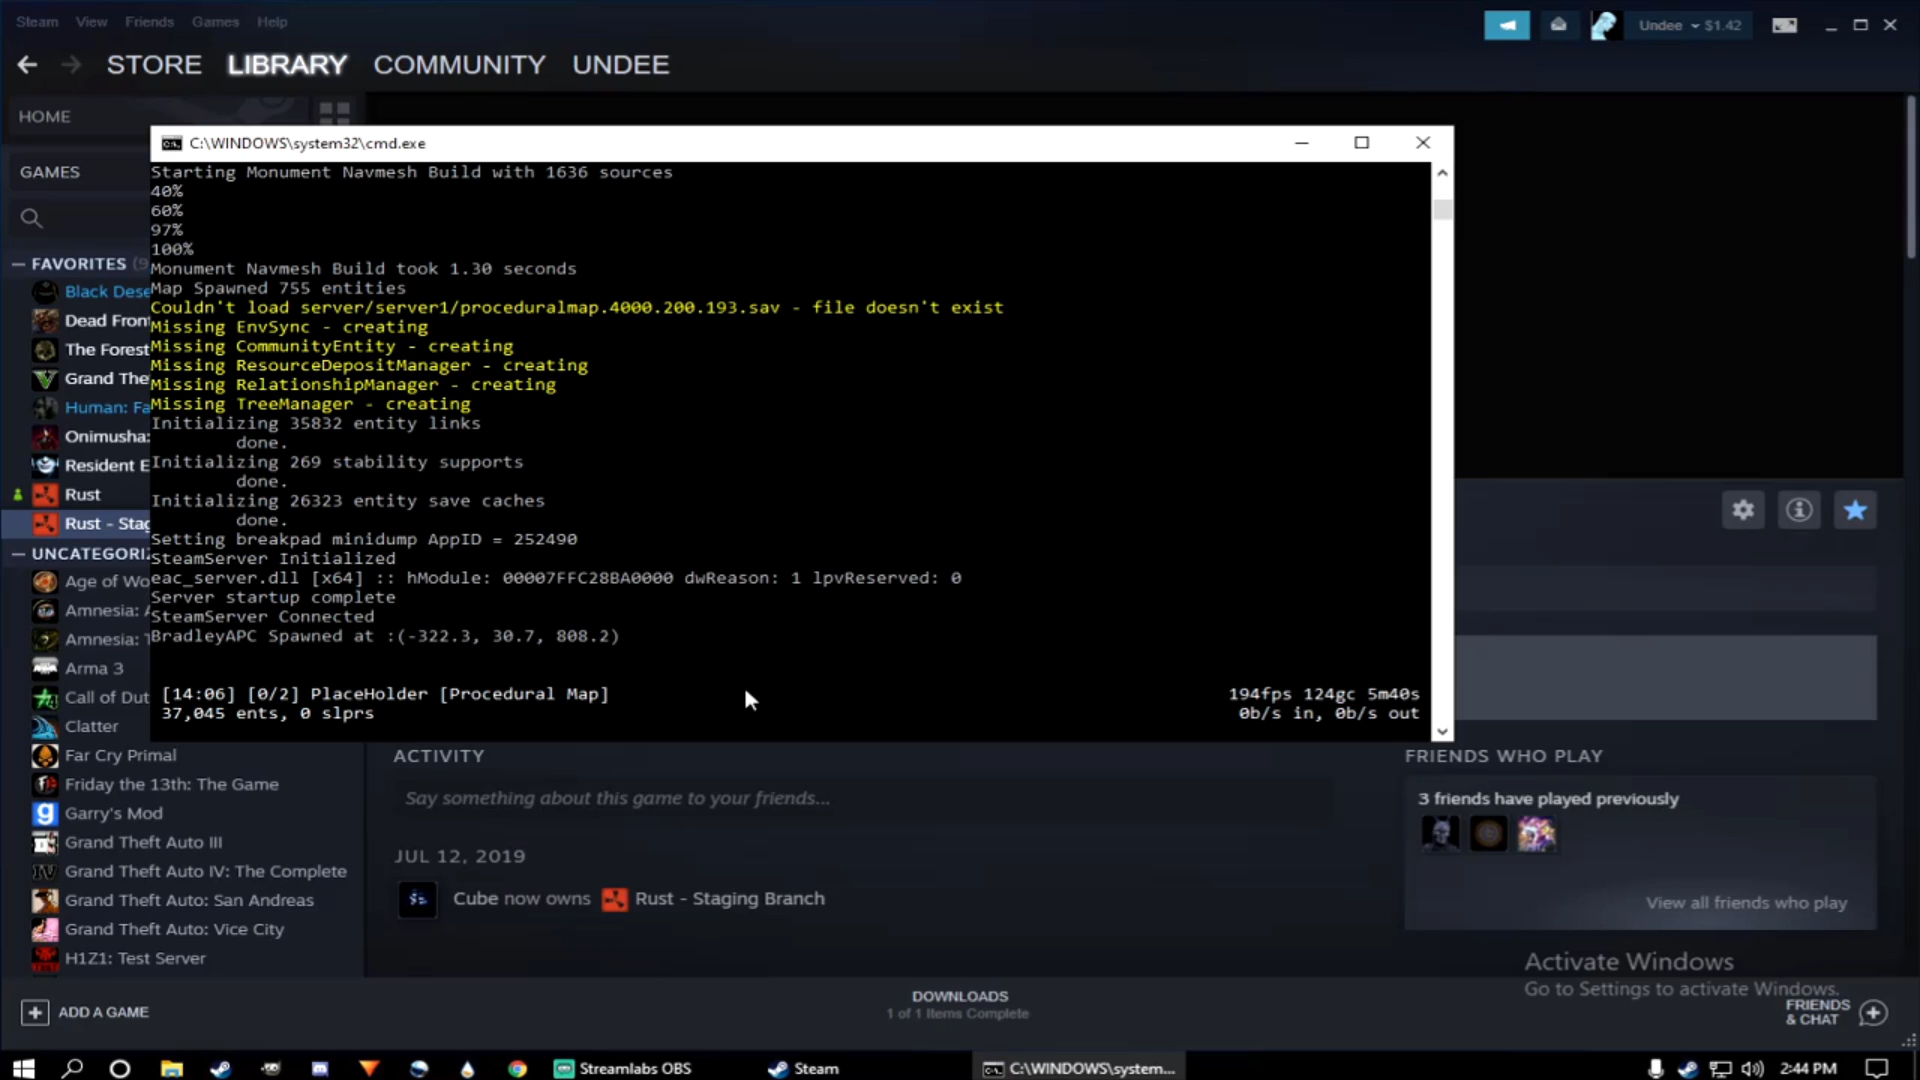 Steam View Friends Games Help
Undee $1.42
STORE LIBRARY COMMUNITY UNDEE
HOME
C:\WINDOWS\system32\cmd.exe
GAMES
Starting Monument Navmesh Build with 1636 sources
40%
60%
97%
100%
Monument Navmesh Build took 1.30 seconds
Map Spawned 755 entities
Couldn't load server/server1/proceduralmap.4000.200.193.sav - file doesn't exist
Missing EnvSync - creating
Missing CommunityEntity - creating
Missing ResourceDepositManager - creating
Missing RelationshipManager - creating
Missing TreeManager - creating
Initializing 35832 entity links
done.
Initializing 269 stability supports
done.
Initializing 26323 entity save caches
done.
Setting breakpad minidump AppID = 252490
SteamServer Initialized
eac_server.dll [x64] :: hModule: 00007FFC28BA0000 dwReason: 1 lpvReserved: 0
Server startup complete
SteamServer Connected
BradleyAPC Spawned at :(-322.3, 30.7, 808.2)
[14:06] [0/2] PlaceHolder [Procedural Map]
194fps 124gc 5m40s
37,045 ents, 0 slprs
0b/s in, 0b/s out
FAVORITES (9
Black Dese
Dead Fron
The Forest
Grand The
Human: Fa
Onimusha:
Resident E
Rust
Rust - Stag
UNCATEGORIZ
Age of Wo
Amnesia: A
Amnesia: T
Arma 3
Call of Dut
Clatter
Far Cry Primal
Friday the 13th: The Game
Garry's Mod
Grand Theft Auto III
Grand Theft Auto IV: The Complete
Grand Theft Auto: San Andreas
Grand Theft Auto: Vice City
H1Z1: Test Server
ACTIVITY
Say something about this game to your friends...
JUL 12, 2019
Cube now owns Rust - Staging Branch
FRIENDS WHO PLAY
3 friends have played previously
View all friends who play
Activate Windows
Go to Settings to activate Windows.
ADD A GAME
DOWNLOADS
1 of 1 Items Complete
FRIENDS
& CHAT
Streamlabs OBS
Steam
C:\WINDOWS\system...
2:44 PM